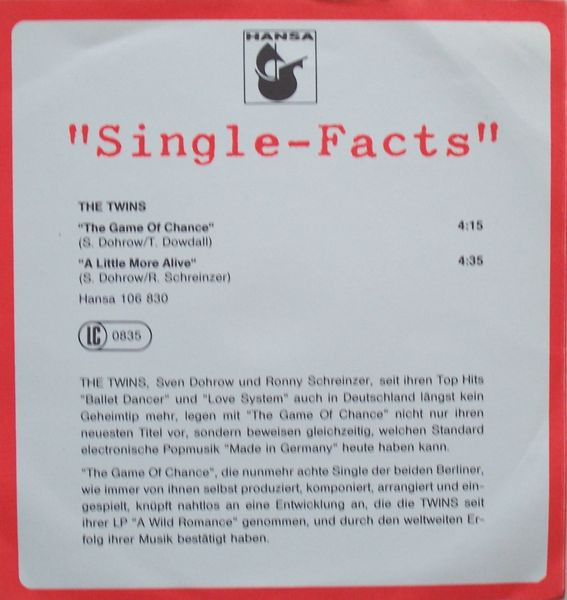 HANSA
"Single-Facts"
THE TWINS
"The Game Of Chance" 4:15
(S. Dohrow/T. Dowdall)
"A Little More Alive" 4:35
(S. Dohrow/R. Schreinzer)
Hansa 106 830
LC 0835
THE TWINS, Sven Dohrow und Ronny Schreinzer, seit ihren Top Hits
"Ballet Dancer" und "Love System" auch in Deutschland längst kein
Geheimtip mehr, legen mit "The Game Of Chance" nicht nur ihren
neuesten Titel vor, sondern beweisen gleichzeitig, welchen Standard
electronische Popmusik "Made in Germany" heute haben kann.
"The Game Of Chance", die nunmehr achte Single der beiden Berliner,
wie immer von ihnen selbst produziert, komponiert, arrangiert und ein-
gespielt, knüpft nahtlos an eine Entwicklung an, die die TWINS seit
ihrer LP "A Wild Romance" genommen, und durch den weltweiten Er-
folg ihrer Musik bestätigt haben.